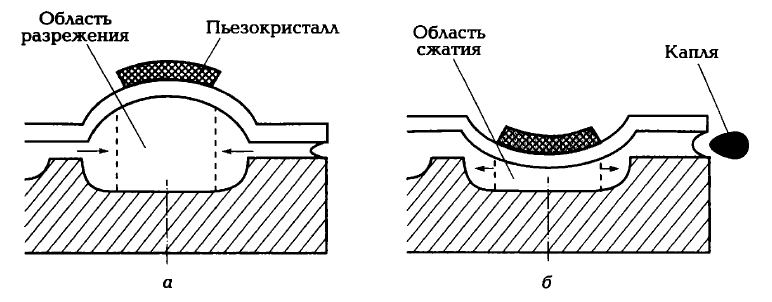 Область
разрежения
Пьезокристалл
Область
сжатия
Капля
а
б